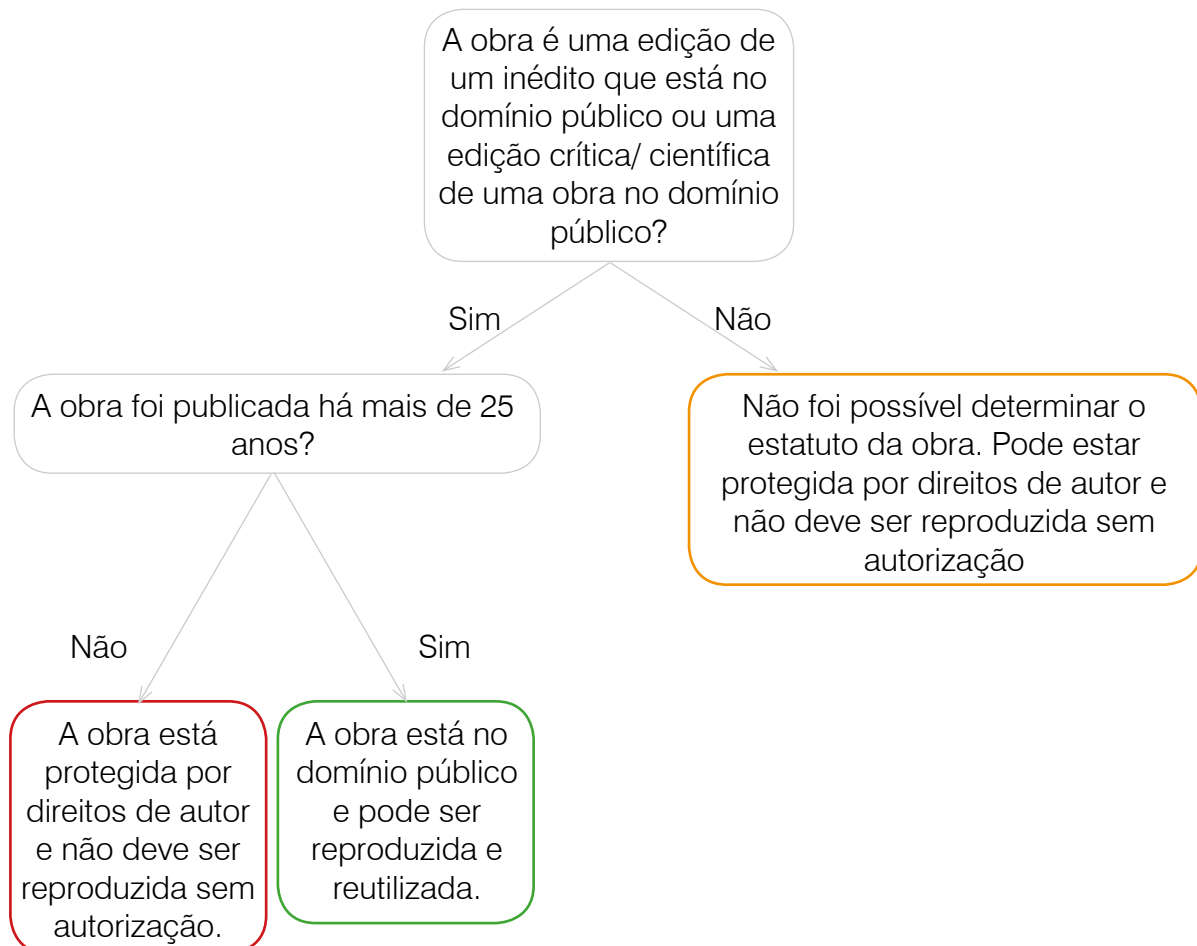 A obra é uma edição de
um inédito que está no
domínio público ou uma
edição crítica/ científica
de uma obra no domínio
público?
Sim
Não
A obra foi publicada há mais de 25
anos?
Não foi possível determinar o
estatuto da obra. Pode estar
protegida por direitos de autor e
não deve ser reproduzida sem
autorização
Não
Sim
A obra está
protegida por
direitos de autor
e não deve ser
reproduzida sem
autorização.
A obra está no
domínio público
e pode ser
reproduzida e
reutilizada.